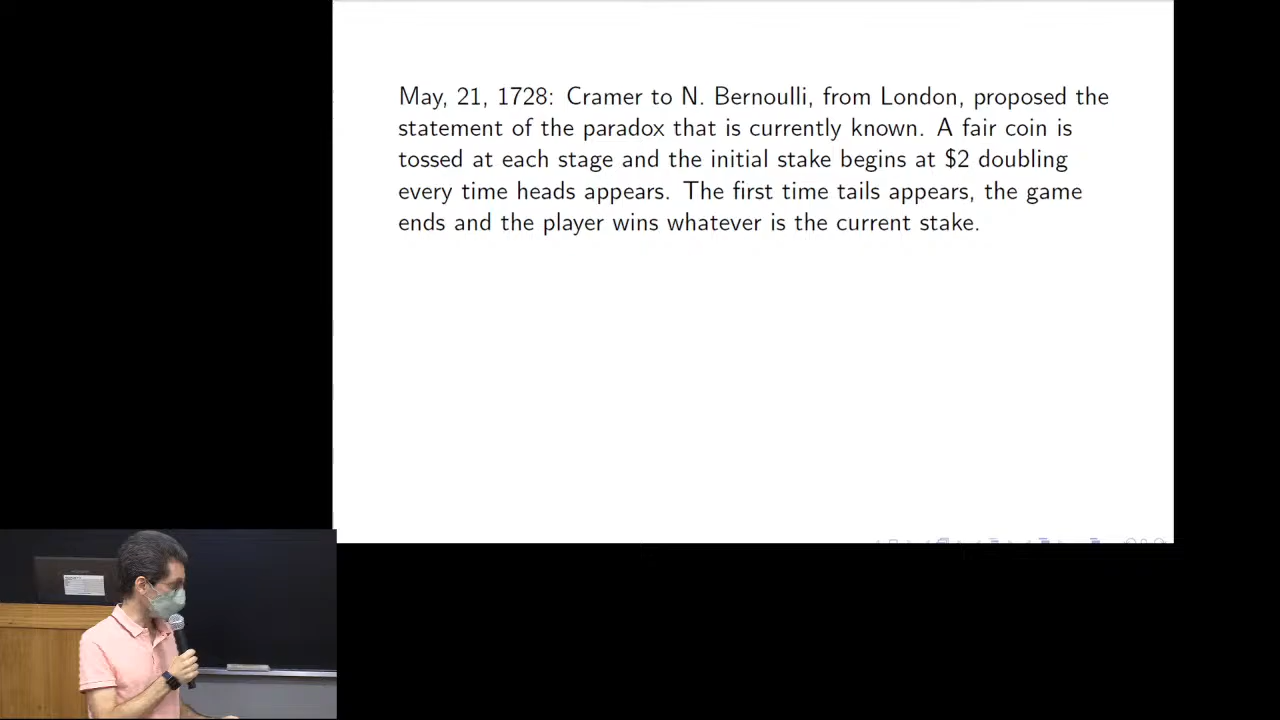 May, 21, 1728: Cramer to N. Bernoulli, from London, proposed the
statement of the paradox that is currently known. A fair coin is
tossed at each stage and the initial stake begins at $2 doubling
every time heads appears. The first time tails appears, the game
ends and the player wins whatever is the current stake.